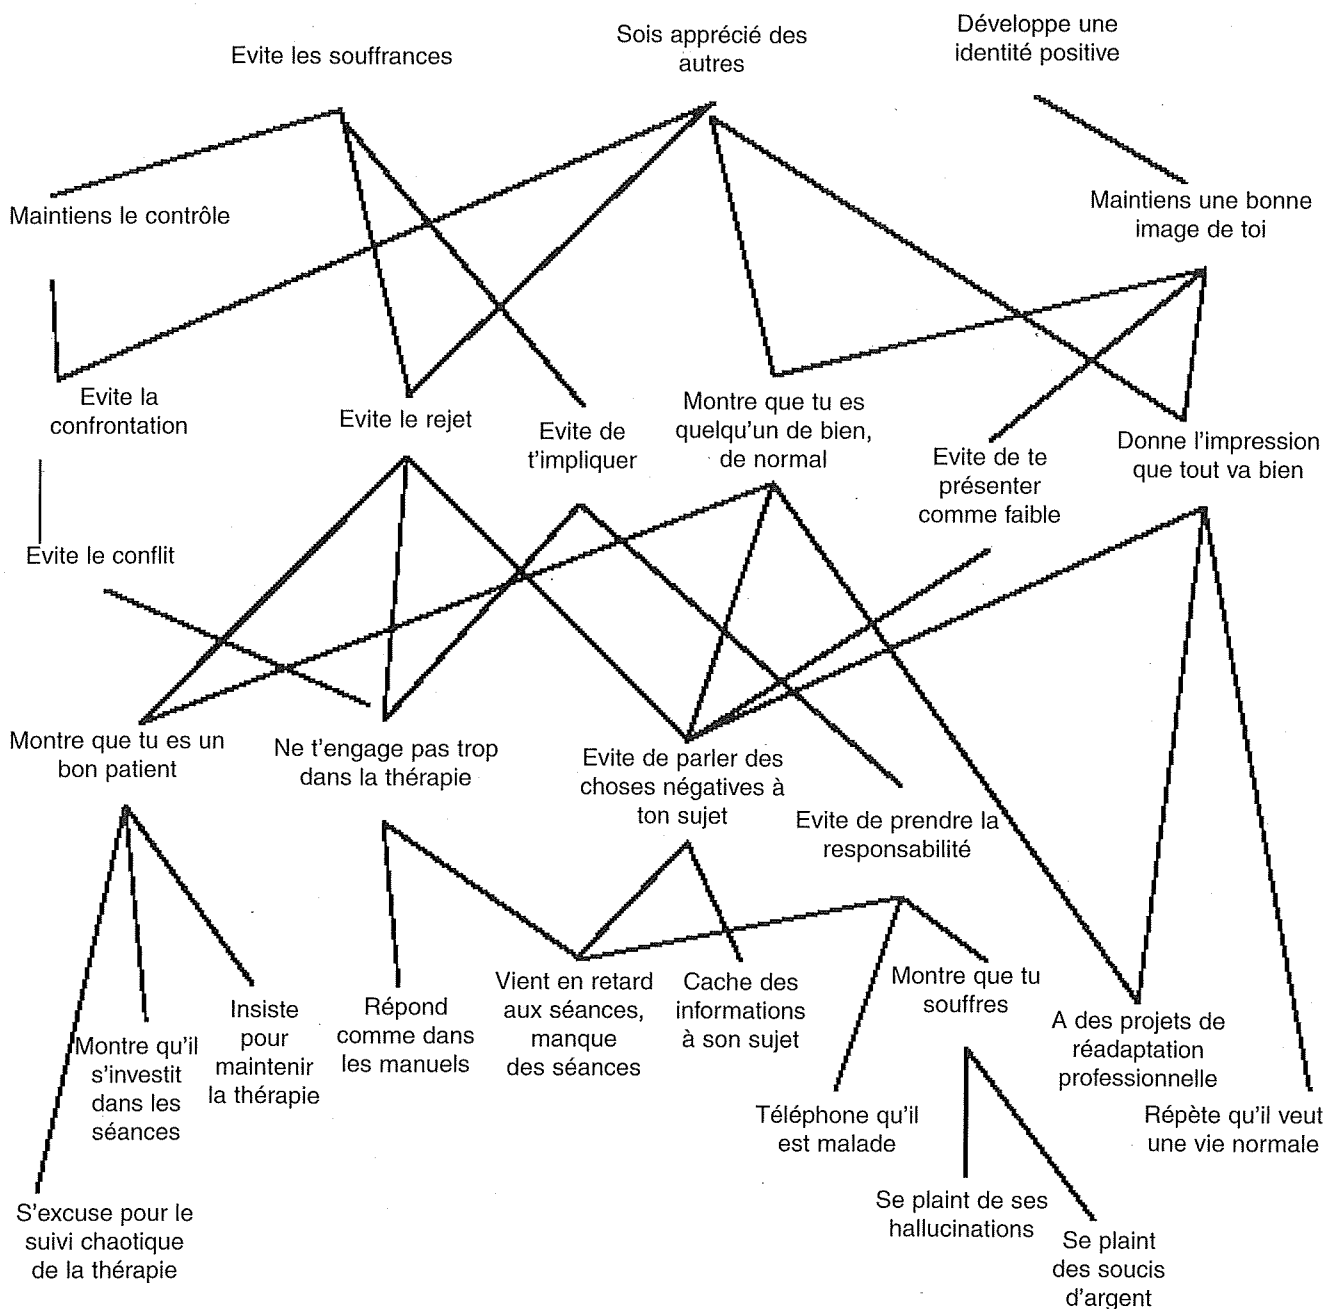 Evite les souffrances
Sois apprécié des
autres
Développe une
identité positive
Maintiens le contrôle
Maintiens une bonne
image de toi
Evite la
confrontation
Evite le rejet
Evite de
t'impliquer
Montre que tu es
quelqu'un de bien,
de normal
Evite de te
présenter
comme faible
Donne l'impression
que tout va bien
Evite le conflit
Montre que tu es un
bon patient
Ne t'engage pas trop
dans la thérapie
Evite de parler des
choses négatives à
ton sujet
Evite de prendre la
responsabilité
Montre qu'il
s'investit
dans les
séances
Insiste
pour
maintenir
la thérapie
Répond
comme dans
les manuels
Vient en retard
aux séances,
manque
des séances
Cache des
informations
à son sujet
Montre que tu
souffres
A des projets de
réadaptation
professionnelle
Téléphone qu'il
est malade
Répète qu'il veut
une vie normale
S'excuse pour le
suivi chaotique
de la thérapie
Se plaint de ses
hallucinations
Se plaint
des soucis
d'argent